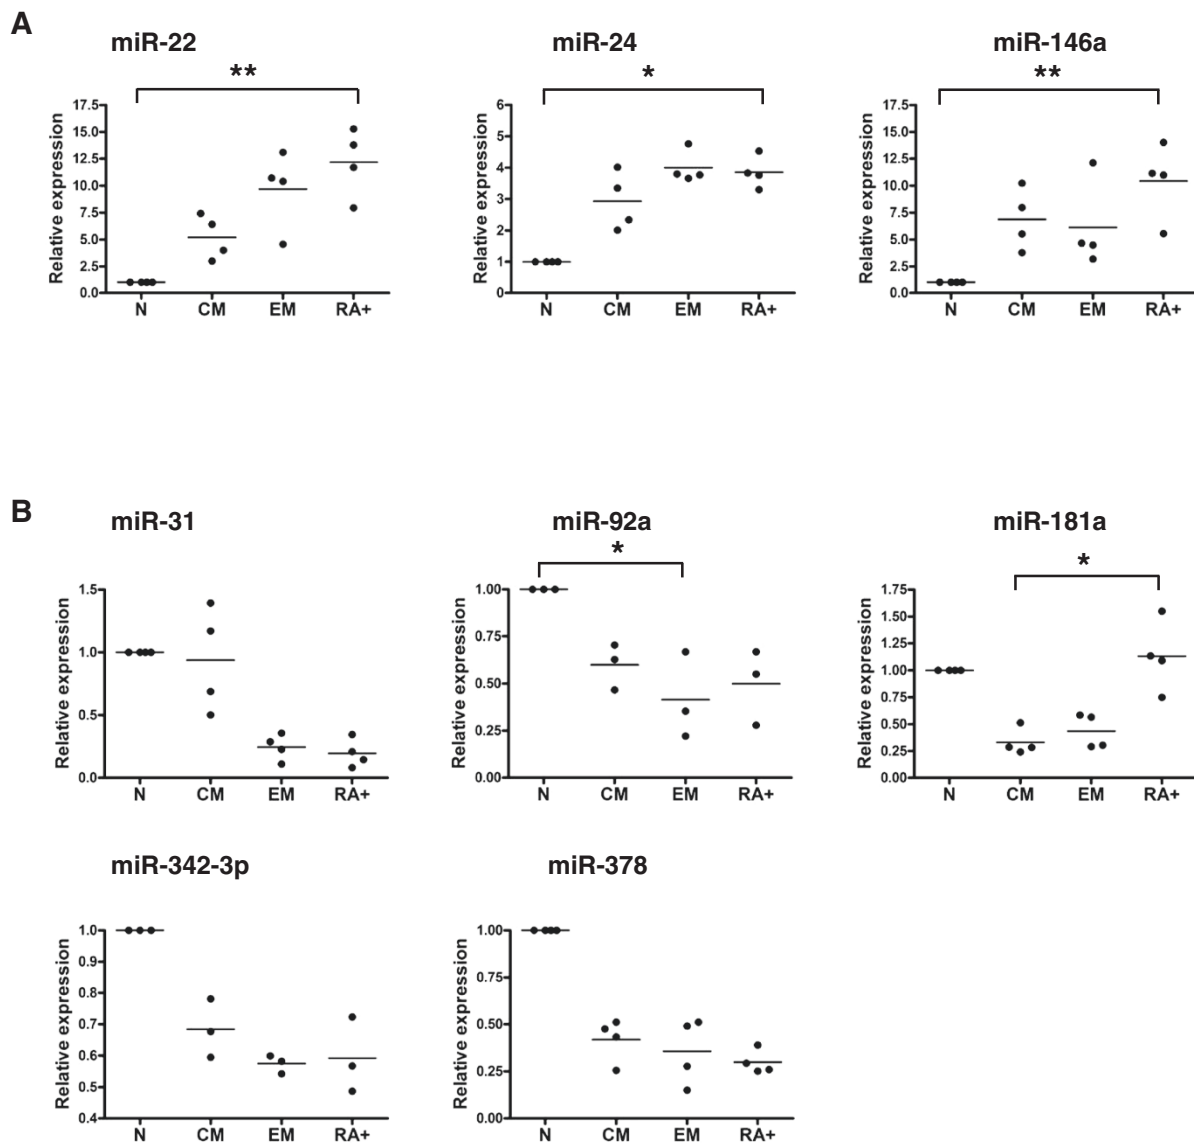 A
miR-22
miR-24
miR-146a
**
*
**
Relative expression
17.5
15.0
12.5
10.0
7.5
5.0
2.5
0.0
N CM EM RA+
Relative expression
6
5
4
3
2
1
0
N CM EM RA+
Relative expression
17.5
15.0
12.5
10.0
7.5
5.0
2.5
0.0
N CM EM RA+
B
miR-31
miR-92a
miR-181a
*
*
Relative expression
1.5
1.0
0.5
0.0
N CM EM RA+
Relative expression
1.00
0.75
0.50
0.25
0.00
N CM EM RA+
Relative expression
1.75
1.50
1.25
1.00
0.75
0.50
0.25
0.00
N CM EM RA+
miR-342-3p
miR-378
Relative expression
1.0
0.9
0.8
0.7
0.6
0.5
0.4
N CM EM RA+
Relative expression
1.00
0.75
0.50
0.25
0.00
N CM EM RA+